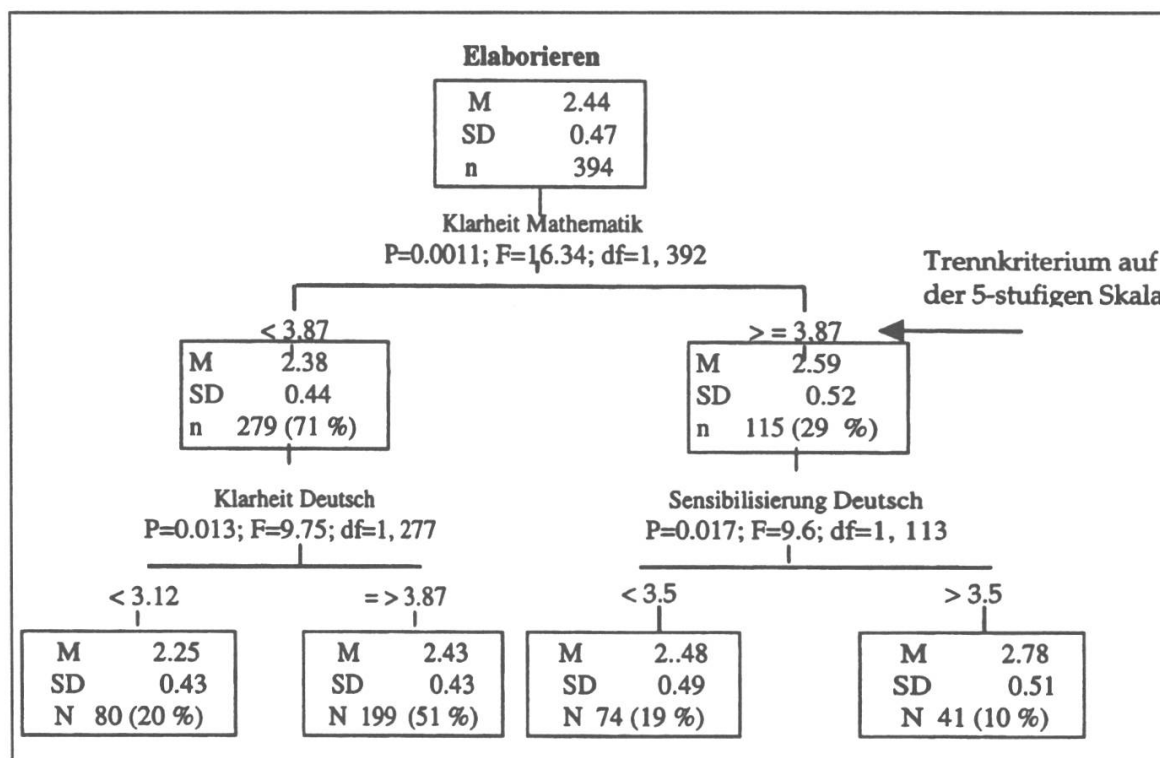 Elaborieren
M 2.44
SD 0.47
n 394
Klarheit Mathematik
P=0.0011; F=16.34; df=1, 392
Trennkriterium auf
der 5-stufigen Skala
< 3.87
> = 3.87
M 2.38
SD 0.44
n 279 (71 %)
M 2.59
SD 0.52
n 115 (29 %)
Klarheit Deutsch
P=0.013; F=9.75; df=1, 277
Sensibilisierung Deutsch
P=0.017; F=9.6; df=1, 113
< 3.12
= > 3.87
< 3.5
> 3.5
M 2.25
SD 0.43
N 80 (20 %)
M 2.43
SD 0.43
N 199 (51 %)
M 2..48
SD 0.49
N 74 (19 %)
M 2.78
SD 0.51
N 41 (10 %)